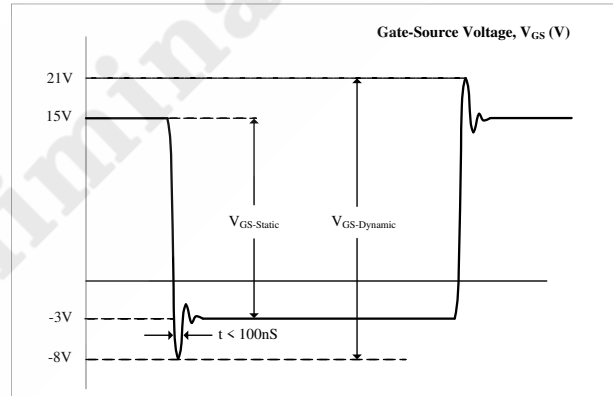 Gate-Source Voltage, VGS (V)
21V
15V
VGS-Static
VGS-Dynamic
-3V
t < 100nS
-8V